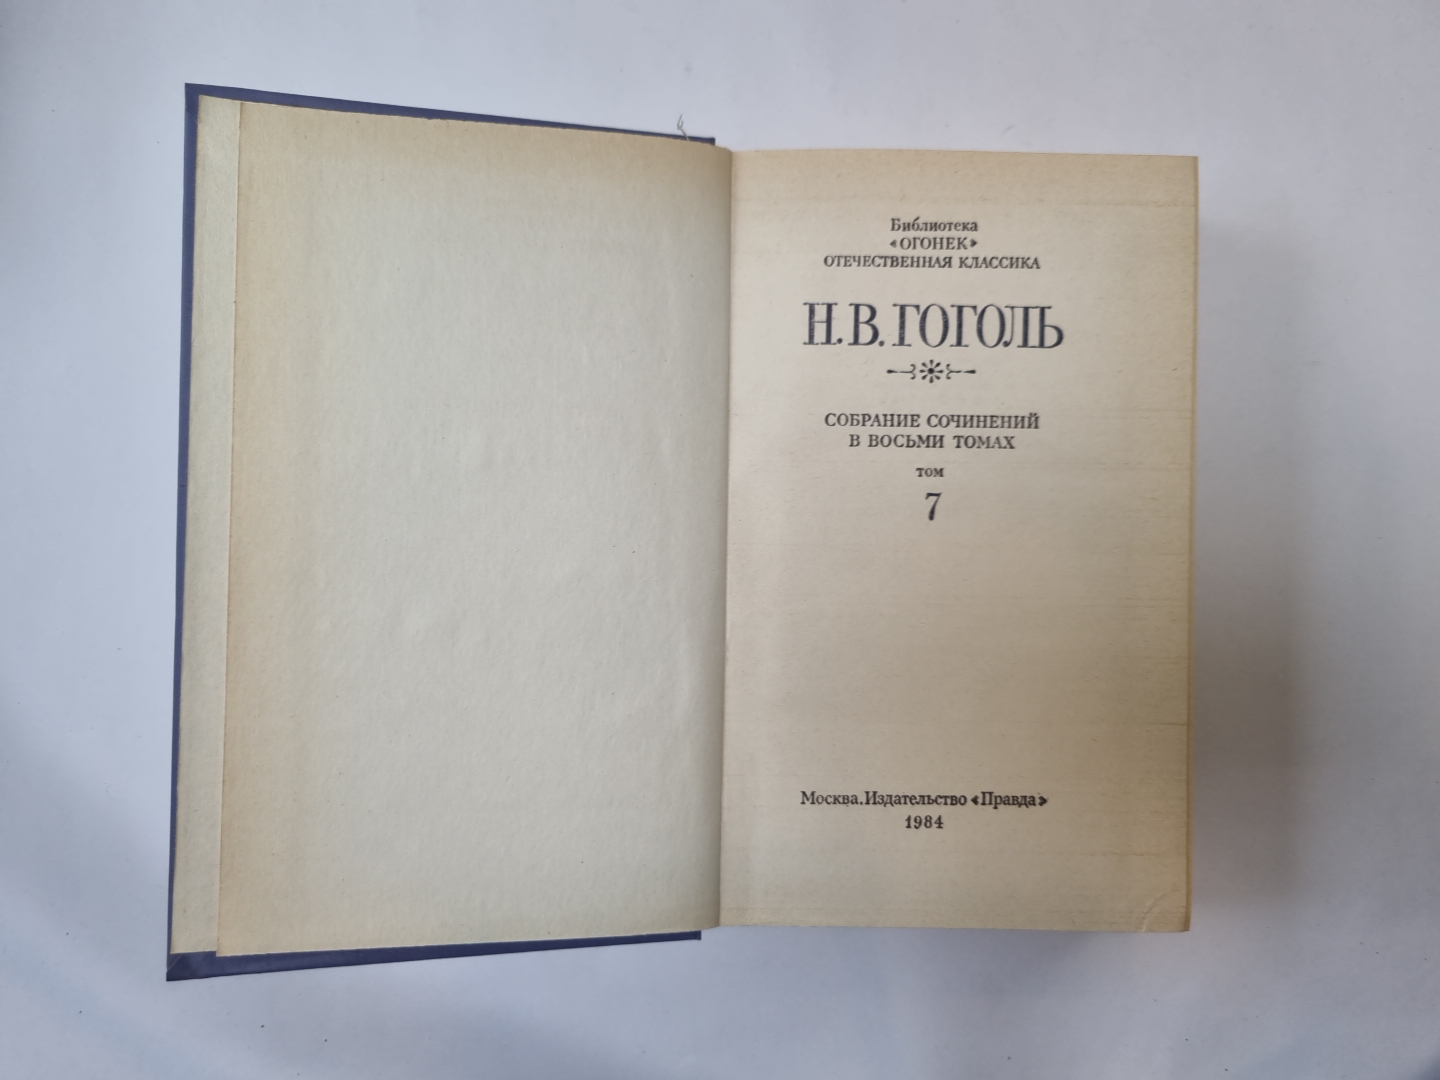 Библиотека
«ОГОНЕК»
ОТЕЧЕСТВЕННАЯ КЛАССИКА
Н. В. ГОГОЛЬ
СОБРАНИЕ СОЧИНЕНИЙ
В ВОСЬМИ ТОМАХ
ТОМ
7
Москва. Издательство «Правда»
1984